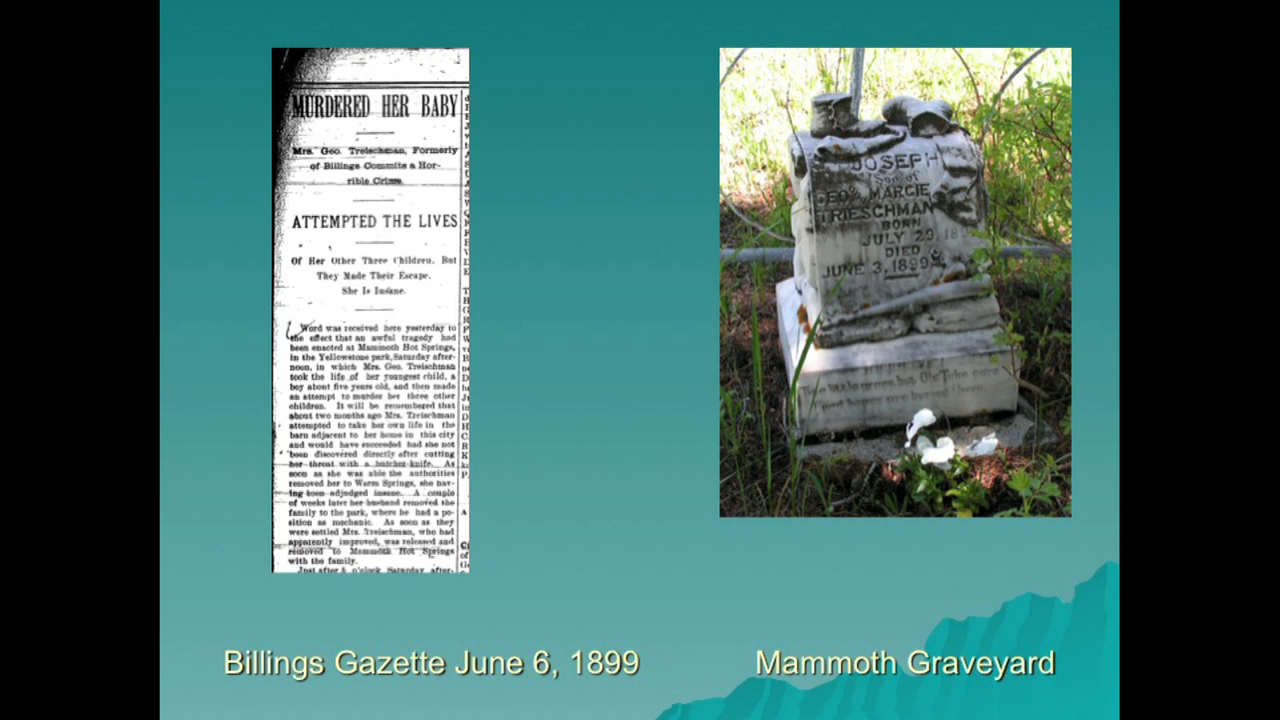 MURDERED HER BABY
Mrs. Geo. Treischman, Formerly
of Billings Commits a Hor-
rible Crime.
ATTEMPTED THE LIVES
Of Her Other Three Children, But
They Made Their Escape.
She Is Insane.
Word was received here yesterday to
the effect that an awful tragedy had
been enacted at Mammoth Hot Springs,
in the Yellowstone park, Saturday after-
noon, in which Mrs. Geo. Treischman
took the life of her youngest child, a
boy about five years old, and then made
an attempt to murder her three other
children. It will be remembered that
about two months ago Mrs. Treischman
attempted to take her own life in the
barn adjacent to her home in this city
and would have succeeded had she not
been discovered directly after cutting
her throat with a butcher-knife. As
soon as she was able the authorities
removed her to Warm Springs, she hav-
ing been adjudged insane. A couple
of weeks later her husband removed the
family to the park, where he had a po-
sition as mechanic. As soon as they
were settled Mrs. Treischman, who had
apparently improved, was released and
removed to Mammoth Hot Springs
with the family.
Just after o'clock Saturday after-
JOSEPH
Son of
GEO & MARGIE
TRIESCHMAN
BORN
JULY 29, 18
DIED
JUNE 3, 1899
Billings Gazette June 6, 1899
Mammoth Graveyard